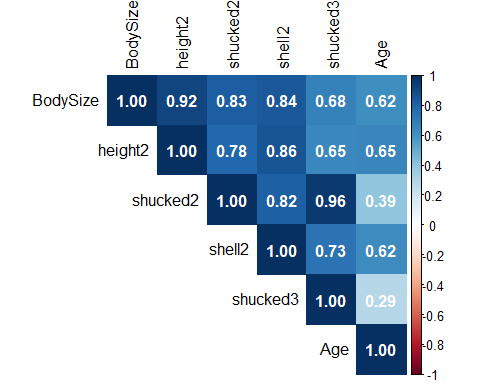 BodySize height2 shucked2 shell2 shucked3 Age
BodySize 1.00 0.92 0.83 0.84 0.68 0.62
height2 1.00 0.78 0.86 0.65 0.65
shucked2 1.00 0.82 0.96 0.39
shell2 1.00 0.73 0.62
shucked3 1.00 0.29
Age 1.00
1
0.8
0.6
0.4
0.2
0
-0.2
-0.4
-0.6
-0.8
-1